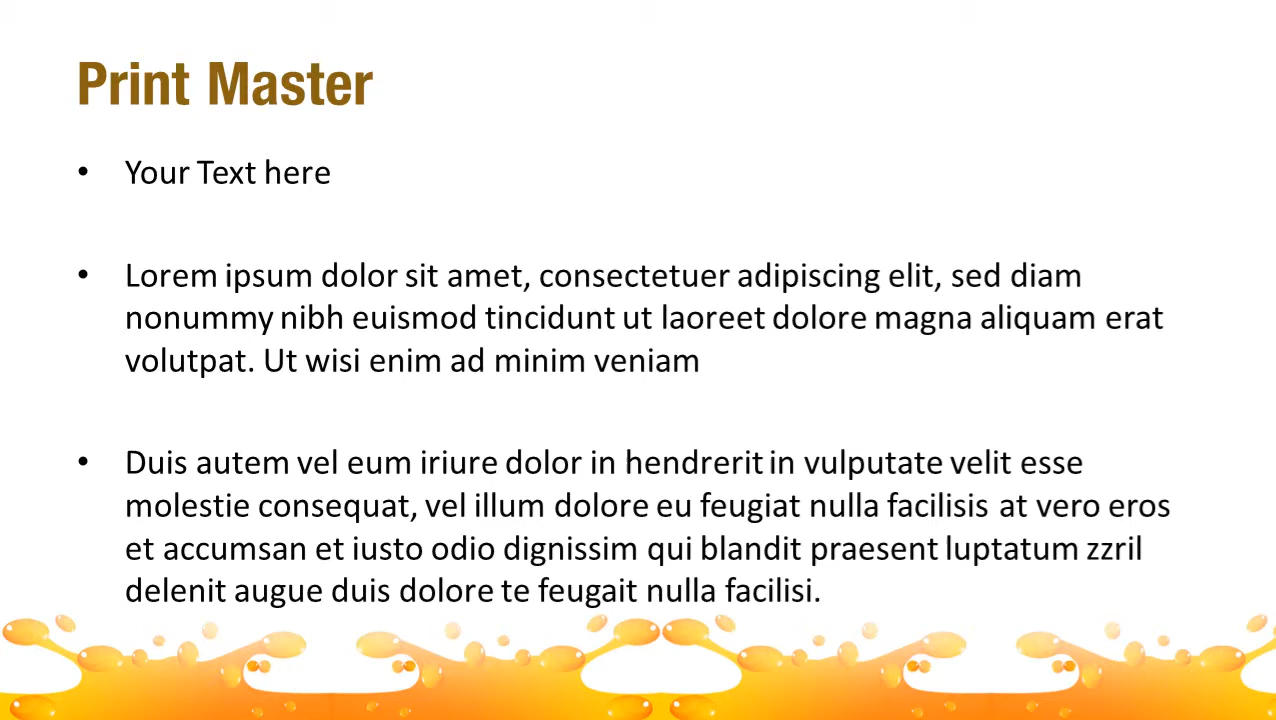 Print Master
• Your Text here
• Lorem ipsum dolor sit amet, consectetuer adipiscing elit, sed diam
nonummy nibh euismod tincidunt ut laoreet dolore magna aliquam erat
volutpat. Ut wisi enim ad minim veniam
• Duis autem vel eum iriure dolor in hendrerit in vulputate velit esse
molestie consequat, vel illum dolore eu feugiat nulla facilisis at vero eros
et accumsan et iusto odio dignissim qui blandit praesent luptatum zzril
delenit augue duis dolore te feugait nulla facilisi.